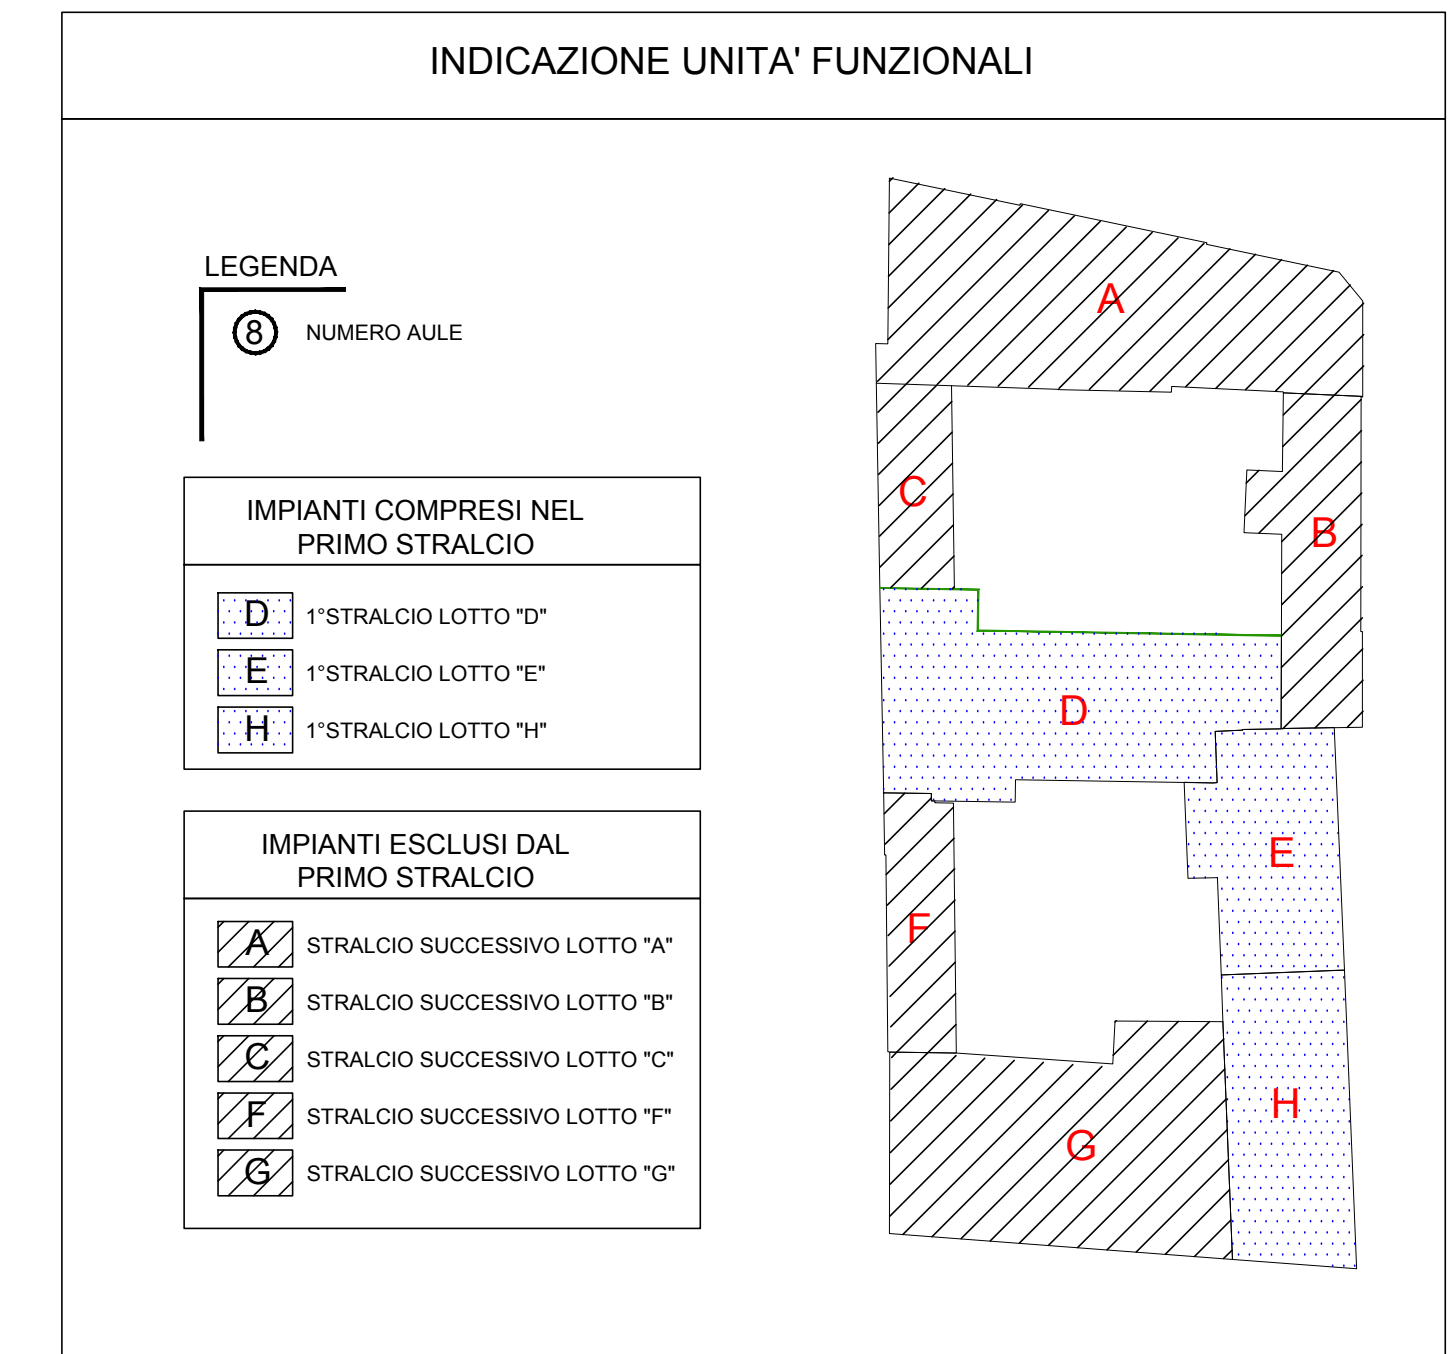 INDICAZIONE UNITA' FUNZIONALI
LEGENDA
8 NUMERO AULE
IMPIANTI COMPRESI NEL
PRIMO STRALCIO
D 1°STRALCIO LOTTO "D"
E 1°STRALCIO LOTTO "E"
H 1°STRALCIO LOTTO "H"
IMPIANTI ESCLUSI DAL
PRIMO STRALCIO
A STRALCIO SUCCESSIVO LOTTO "A"
B STRALCIO SUCCESSIVO LOTTO "B"
C STRALCIO SUCCESSIVO LOTTO "C"
F STRALCIO SUCCESSIVO LOTTO "F"
G STRALCIO SUCCESSIVO LOTTO "G"
A
C
B
D
E
F
H
G